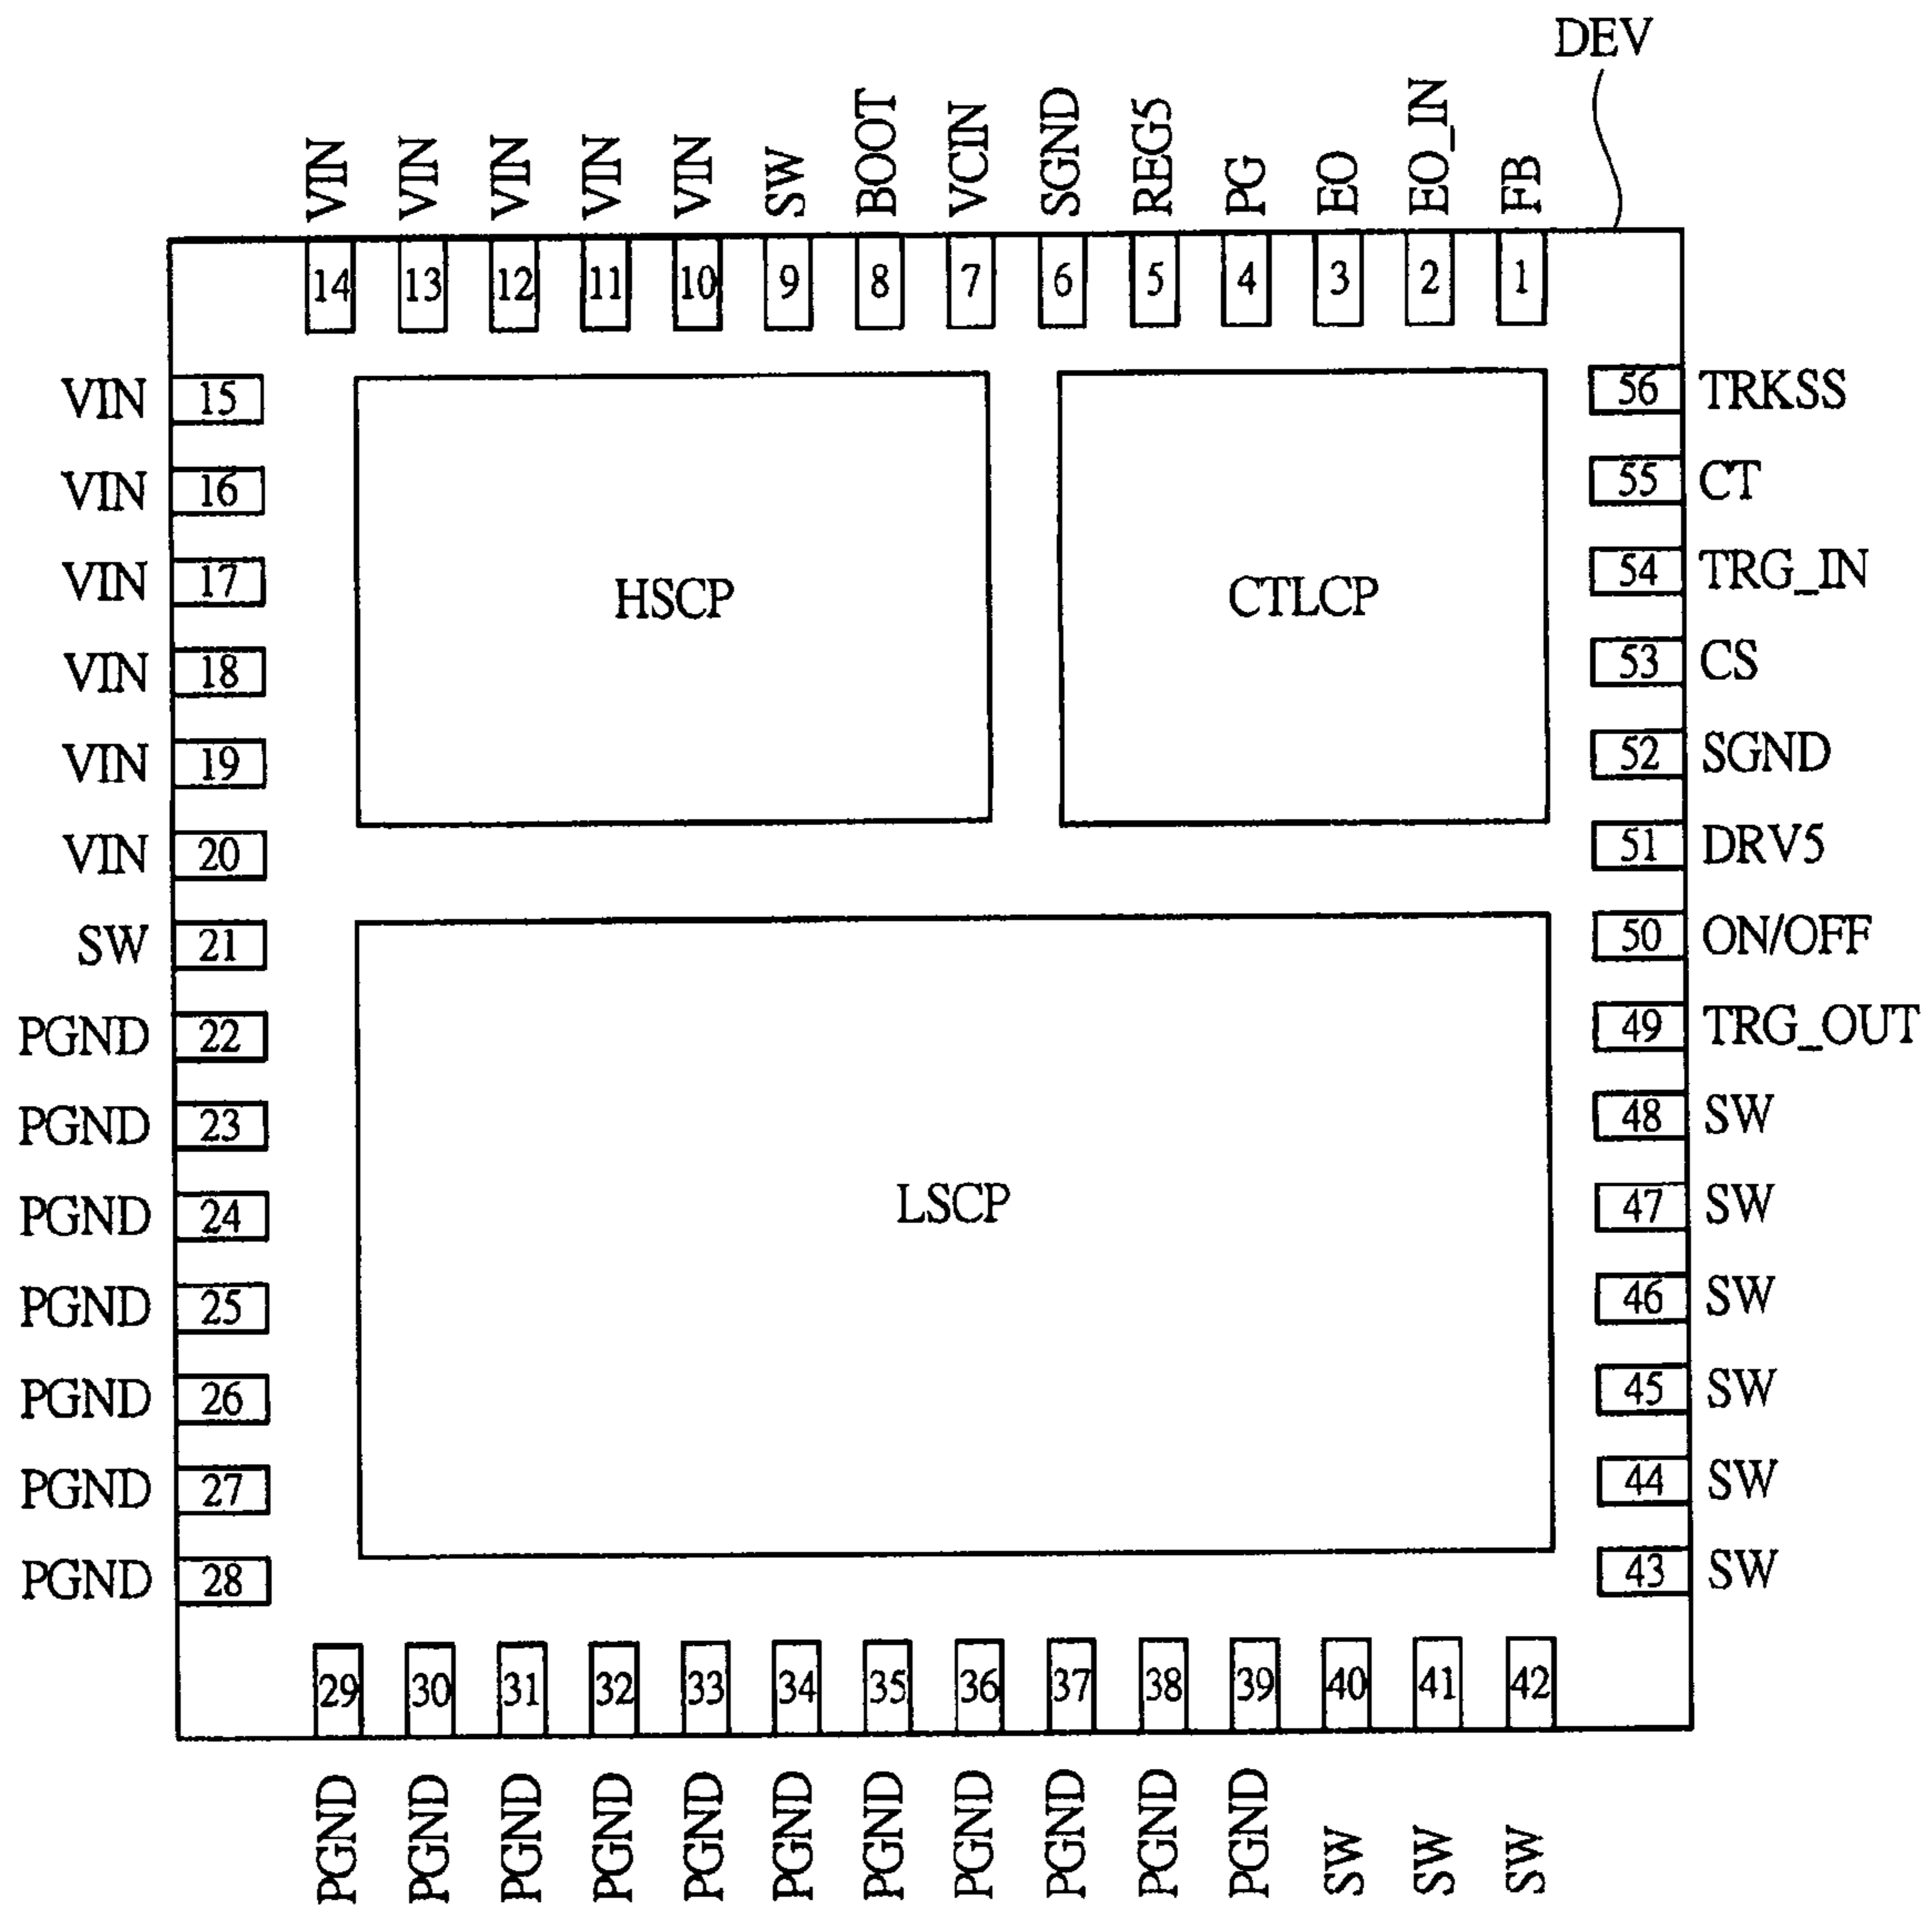 DEV
VIN VIN VIN VIN VIN SW BOOT VCIN SGND REG5 PG EO EO_IN FB
14 13 12 11 10 9 8 7 6 5 4 3 2 1
VIN 15 56 TRKSS
VIN 16 55 CT
VIN 17 54 TRG_IN
HSCP CTLCP
VIN 18 53 CS
VIN 19 52 SGND
VIN 20 51 DRV5
SW 21 50 ON/OFF
PGND 22 49 TRG_OUT
PGND 23 48 SW
PGND 24 LSCP 47 SW
PGND 25 46 SW
PGND 26 45 SW
PGND 27 44 SW
PGND 28 43 SW
29 30 31 32 33 34 35 36 37 38 39 40 41 42
PGND PGND PGND PGND PGND PGND PGND PGND PGND PGND PGND SW SW SW